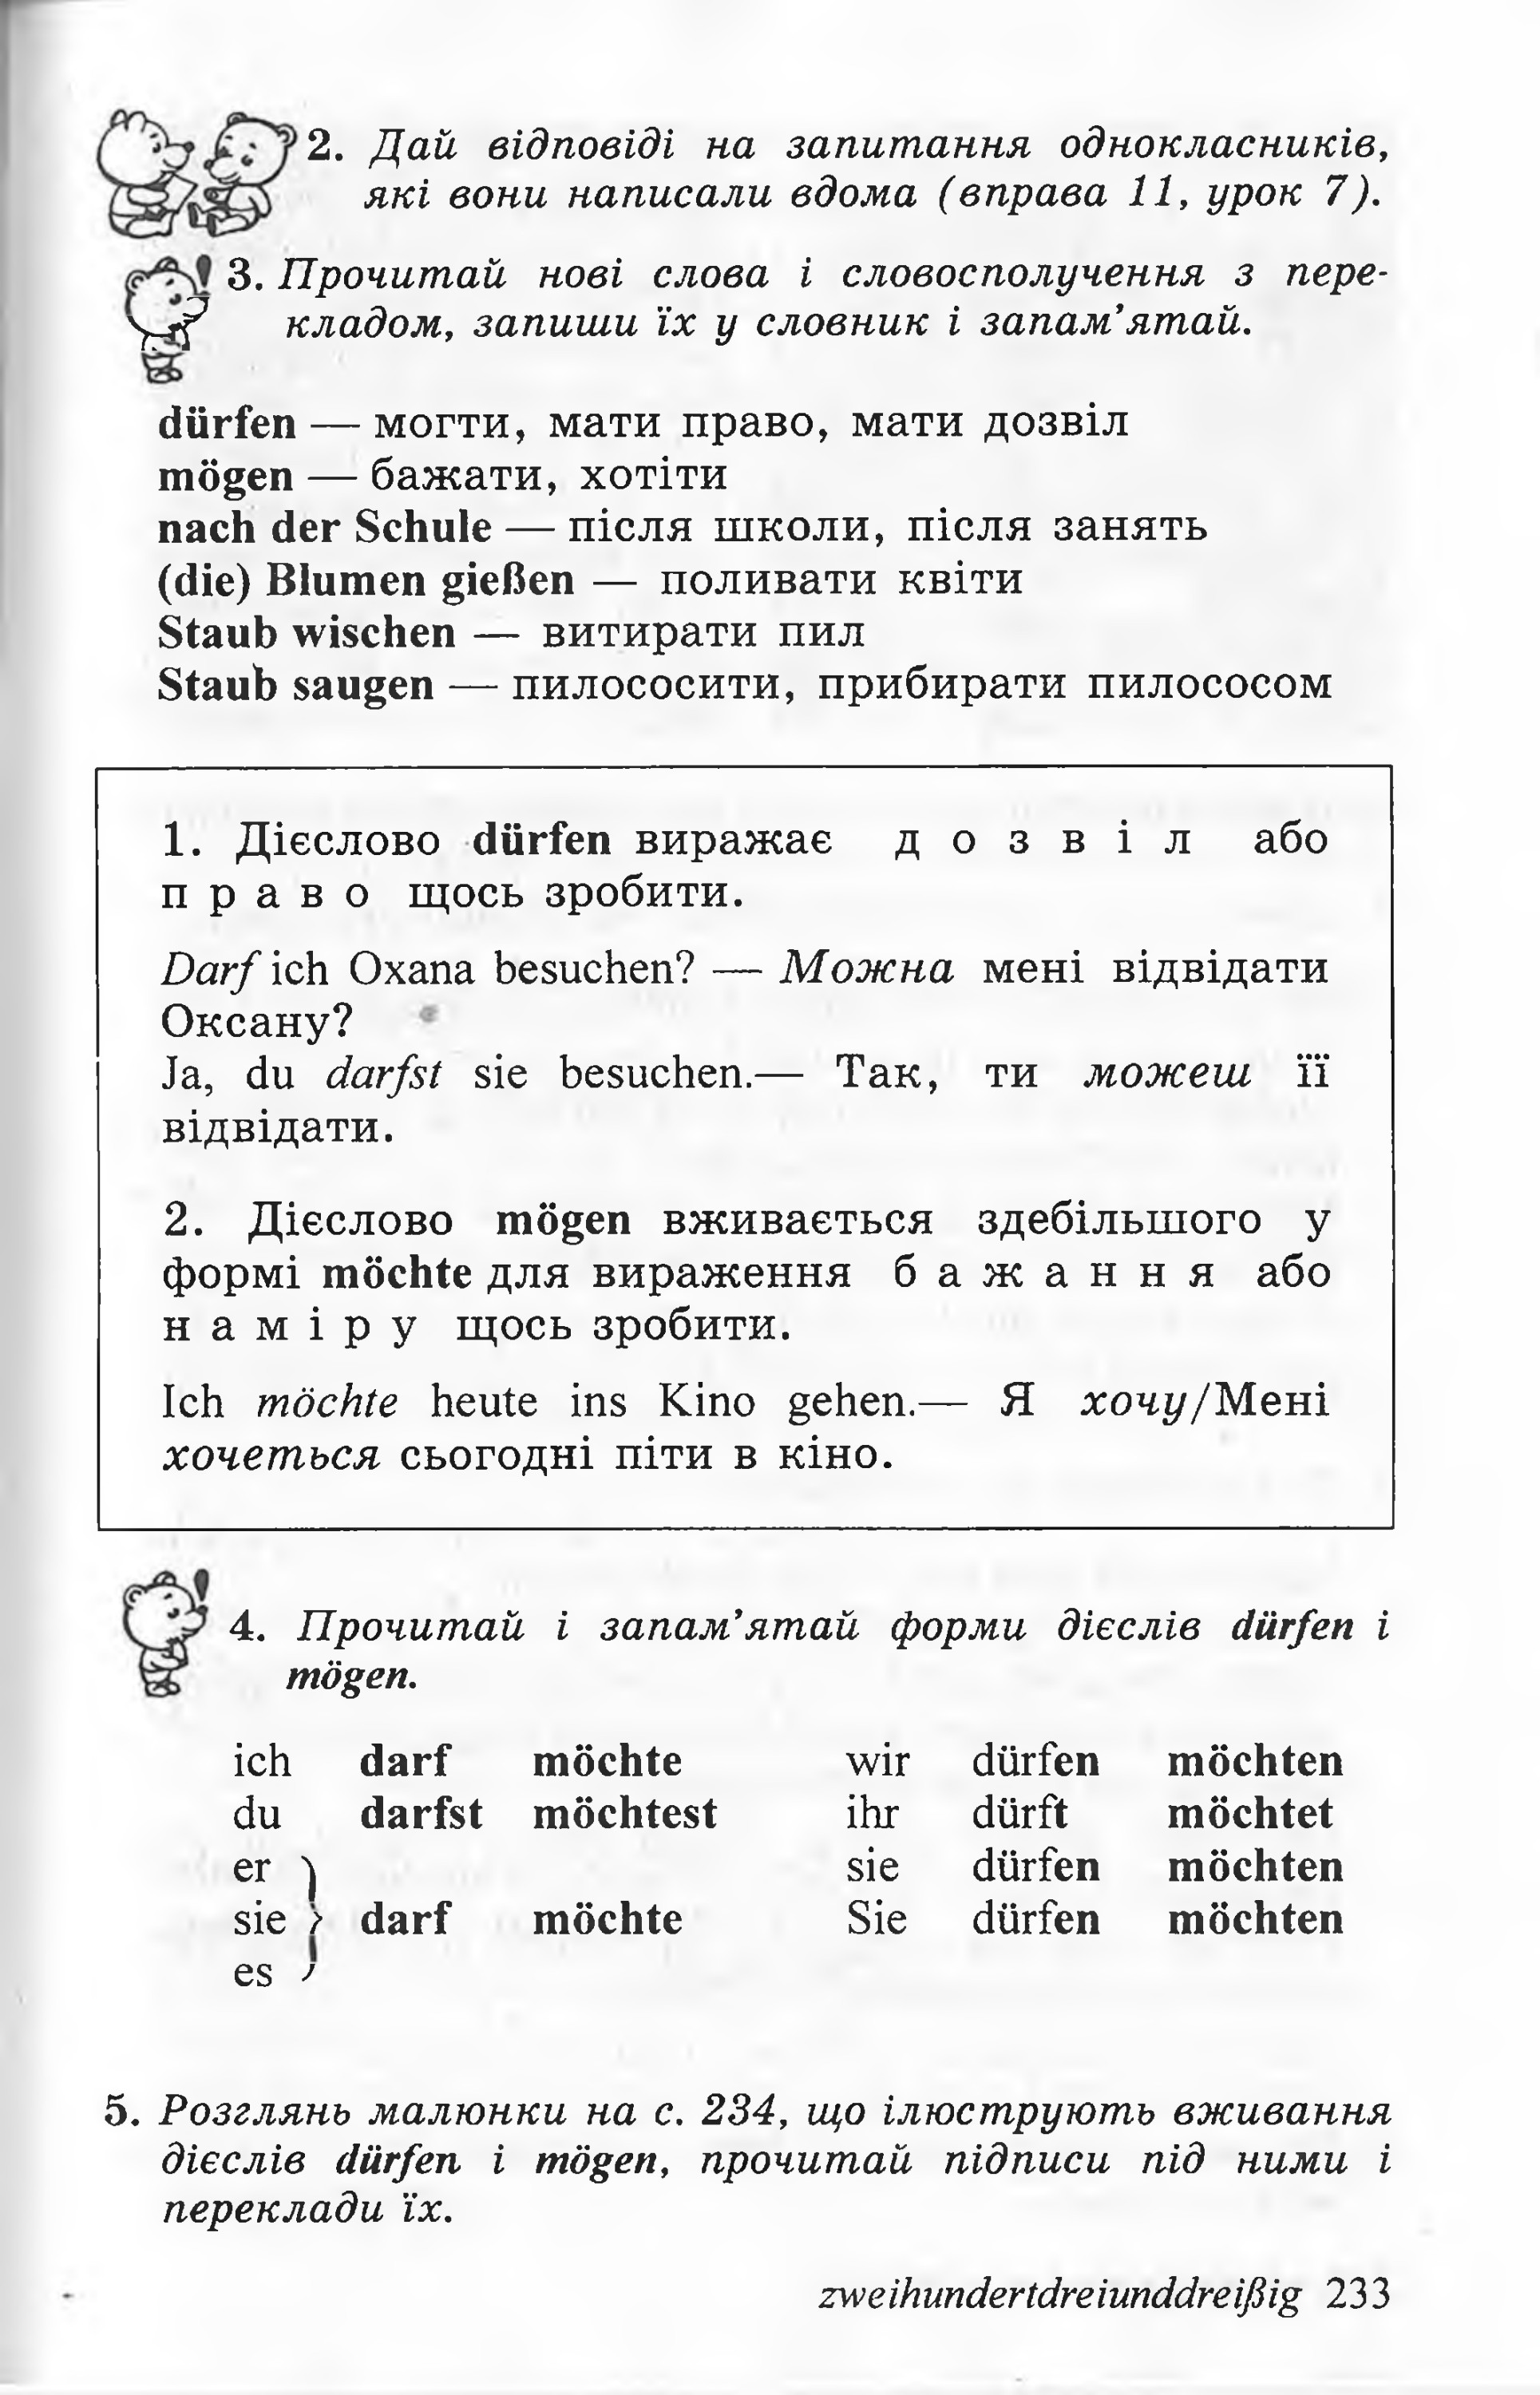 2. Дай відповіді на запитання однокласників,
які вони написали вдома (вправа 11, урок 7).
3. Прочитай нові слова і словосполучення з пере-
кладом, запиши їх у словник і запам’ятай.
dürfen — могти, мати право, мати дозвіл
mögen — бажати, хотіти
nach der Schule — після школи, після занять
(die) Blumen gießen — поливати квіти
Staub wischen — витирати пил
Staub saugen — пилососити, прибирати пилососом
1. Дієслово dürfen виражає д о з в і л або
п р а в о щось зробити.
Darf ich Oxana besuchen? — Можна мені відвідати
Оксану?
Ja, du darfst sie besuchen.— Так, ти можеш її
відвідати.
2. Дієслово mögen вживається здебільшого у
формі möchte для вираження б а ж а н н я або
н а м і р у щось зробити.
Ich möchte heute ins Kino gehen.— Я хочу/Мені
хочеться сьогодні піти в кіно.
4. Прочитай і запам’ятай форми дієслів dürfen і
mögen.
ich darf möchte wir dürfen möchten
du darfst möchtest ihr dürft möchtet
er sie dürfen möchten
sie } darf möchte Sie dürfen möchten
es
5. Розглянь малюнки на с. 234, що ілюструють вживання
дієслів dürfen і mögen, прочитай підписи під ними і
переклади їх.
zweihundertdreiunddreißig 233